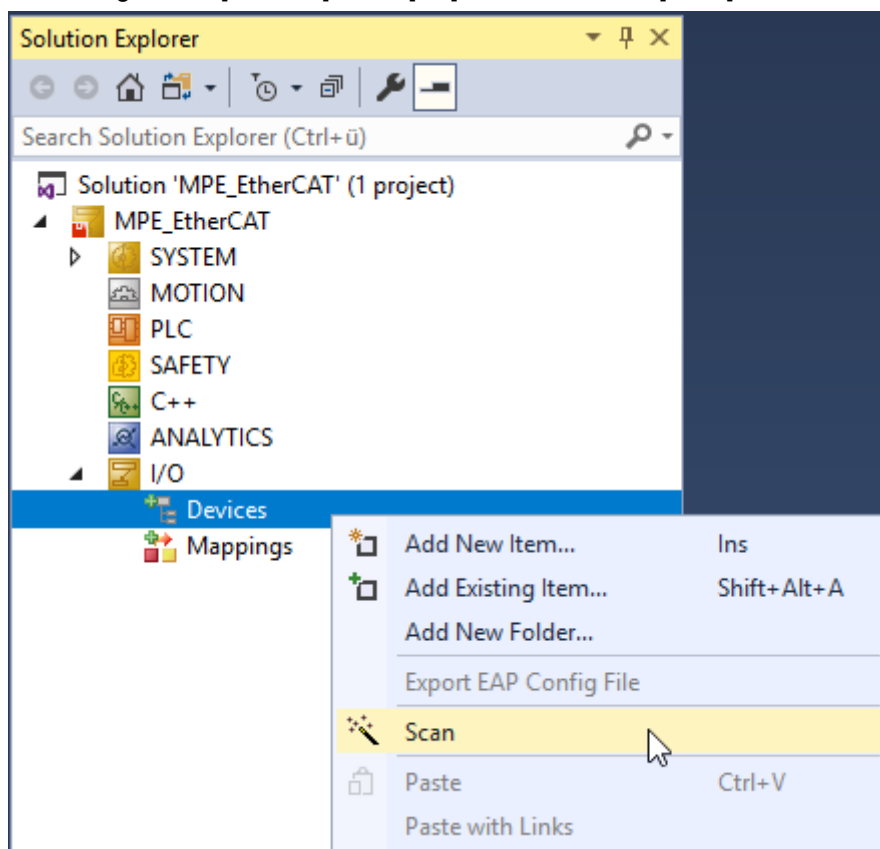 Solution Explorer
Search Solution Explorer (Ctrl+ü)
Solution 'MPE_EtherCAT' (1 project)
MPE_EtherCAT
SYSTEM
MOTION
PLC
SAFETY
C++
ANALYTICS
I/O
Devices
Mappings
Add New Item... Ins
Add Existing Item... Shift+Alt+A
Add New Folder...
Export EAP Config File
Scan
Paste Ctrl+V
Paste with Links